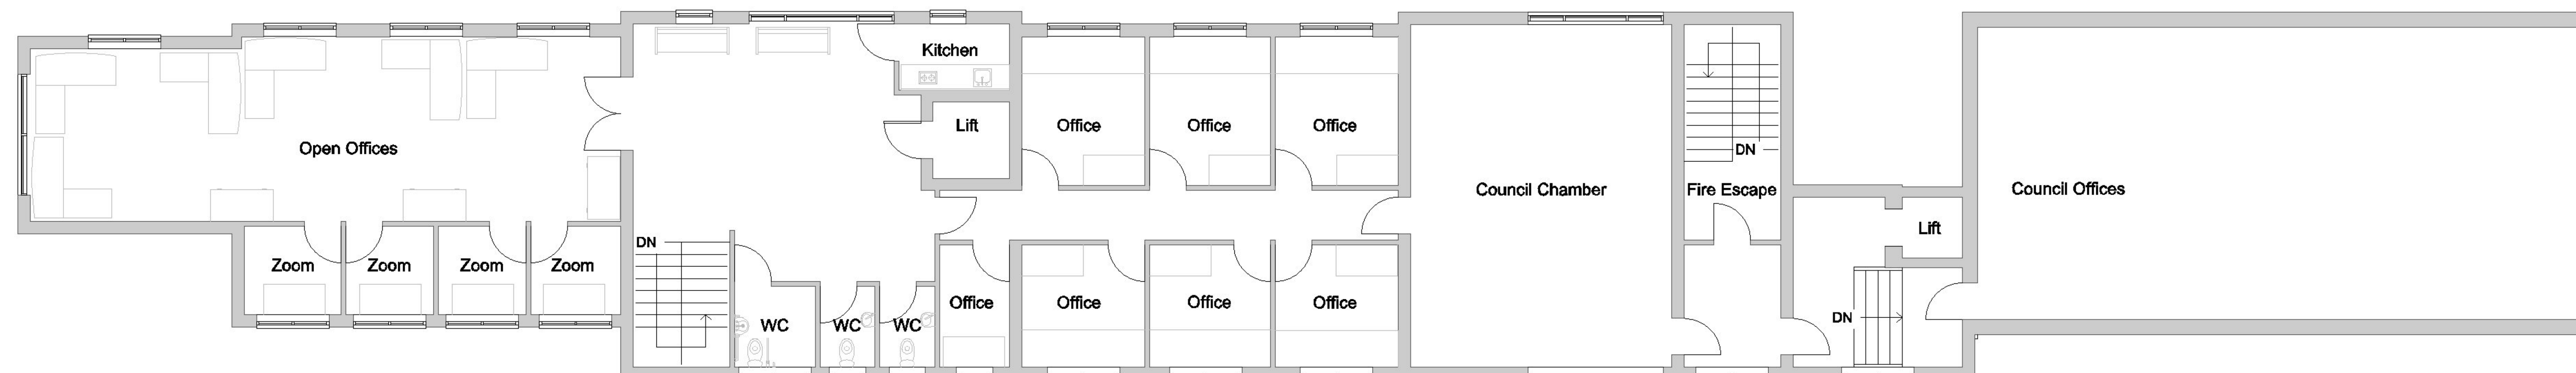 Kitchen
Lift
Office
Office
Office
Open Offices
DN
Council Chamber
Fire Escape
Council Offices
Lift
DN
Zoom
Zoom
Zoom
Zoom
WC
WC
WC
Office
Office
Office
Office
DN